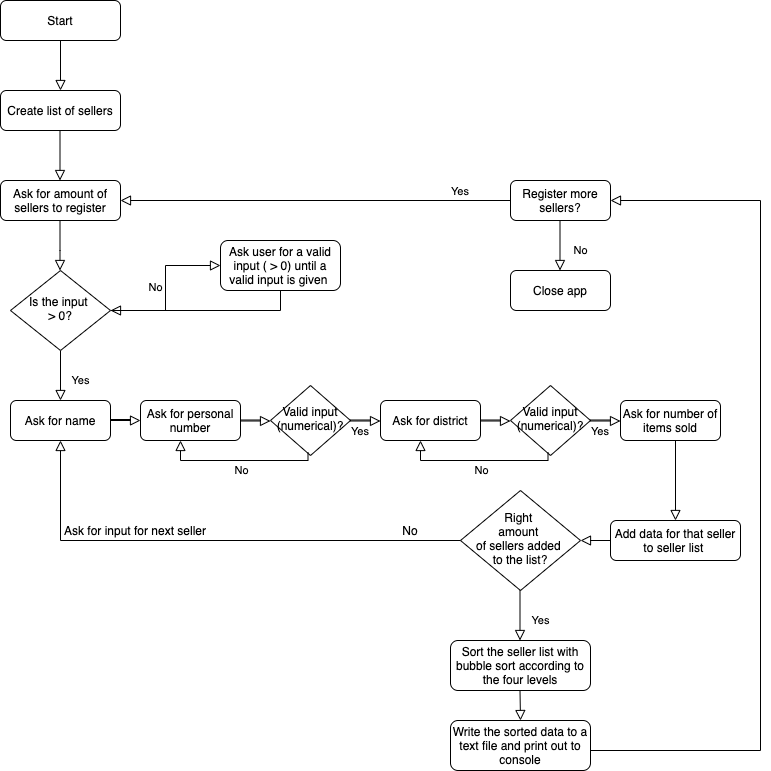 Start
Create list of sellers
Ask for amount of
sellers to register
Yes
Register more
sellers?
No
Close app
Ask user for a valid
input ( > 0) until a
valid input is given
No
Is the input
> 0?
Yes
Ask for name
Ask for personal
number
Valid input
(numerical)?
Yes
No
Ask for district
Valid input
(numerical)?
Yes
No
Ask for number of
items sold
Add data for that seller
to seller list
Right
amount
of sellers added
to the list?
No
Ask for input for next seller
Yes
Sort the seller list with
bubble sort according to
the four levels
Write the sorted data to a
text file and print out to
console